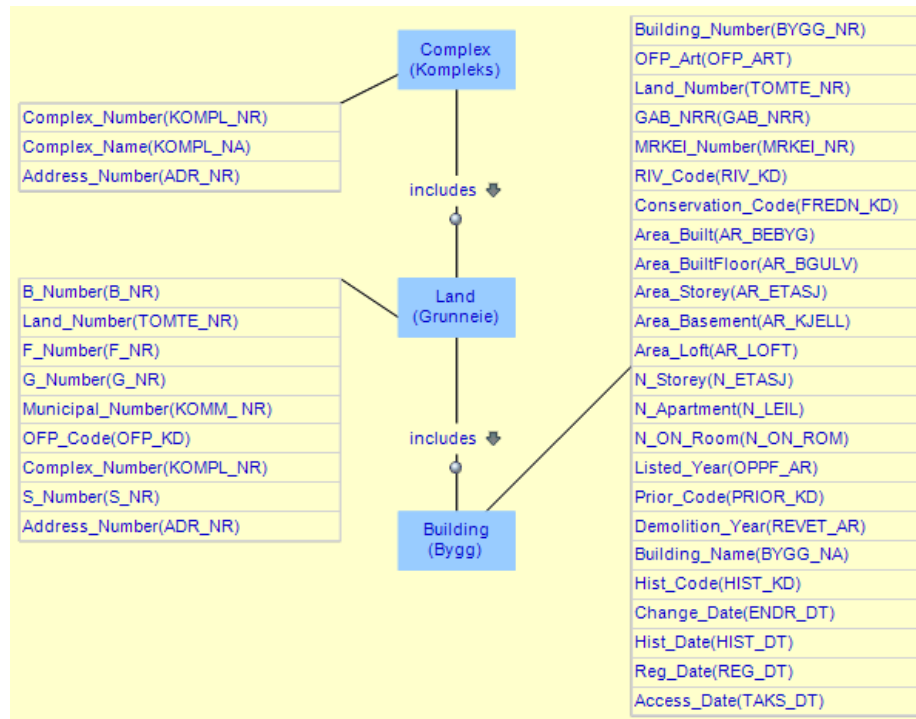 Complex
(Kompleks)
Complex_Number(KOMPL_NR)
Complex_Name(KOMPL_NA)
Address_Number(ADR_NR)
includes
B_Number(B_NR)
Land_Number(TOMTE_NR)
F_Number(F_NR)
G_Number(G_NR)
Municipal_Number(KOMM_ NR)
OFP_Code(OFP_KD)
Complex_Number(KOMPL_NR)
S_Number(S_NR)
Address_Number(ADR_NR)
Land
(Grunneie)
includes
Building
(Bygg)
Building_Number(BYGG_NR)
OFP_Art(OFP_ART)
Land_Number(TOMTE_NR)
GAB_NRR(GAB_NRR)
MRKEI_Number(MRKEI_NR)
RIV_Code(RIV_KD)
Conservation_Code(FREDN_KD)
Area_Built(AR_BEBYG)
Area_BuiltFloor(AR_BGULV)
Area_Storey(AR_ETASJ)
Area_Basement(AR_KJELL)
Area_Loft(AR_LOFT)
N_Storey(N_ETASJ)
N_Apartment(N_LEIL)
N_ON_Room(N_ON_ROM)
Listed_Year(OPPF_AR)
Prior_Code(PRIOR_KD)
Demolition_Year(REVET_AR)
Building_Name(BYGG_NA)
Hist_Code(HIST_KD)
Change_Date(ENDR_DT)
Hist_Date(HIST_DT)
Reg_Date(REG_DT)
Access_Date(TAKS_DT)